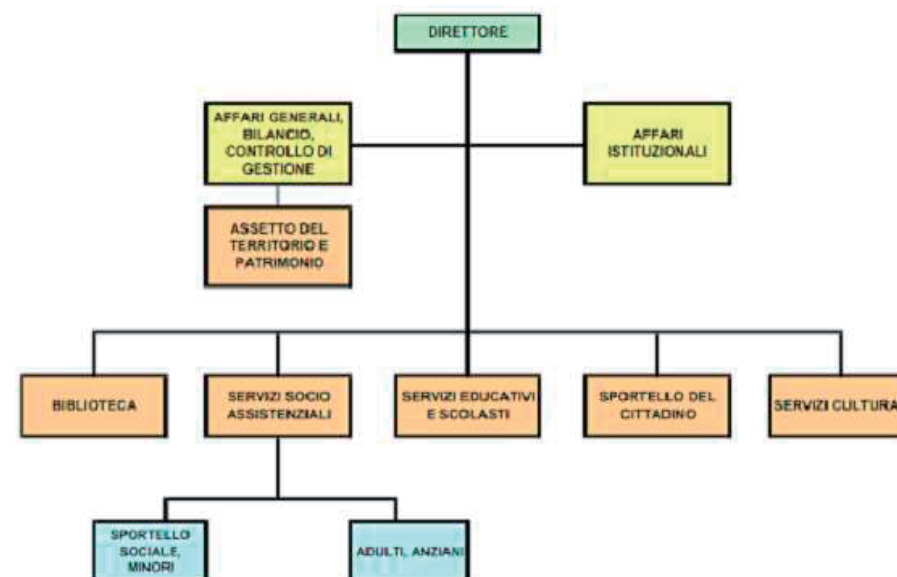 DIRETTORE
AFFARI GENERALI,
BILANCIO,
CONTROLLO DI
GESTIONE
AFFARI
ISTITUZIONALI
ASSETTO DEL
TERRITORIO E
PATRIMONIO
BIBLIOTECA
SERVIZI SOCIO
ASSISTENZIALI
SERVIZI EDUCATIVI
E SCOLASTI
SPORTELLO DEL
CITTADINO
SERVIZI CULTURA
SPORTELLO
SOCIALE,
MINORI
ADULTI, ANZIANI